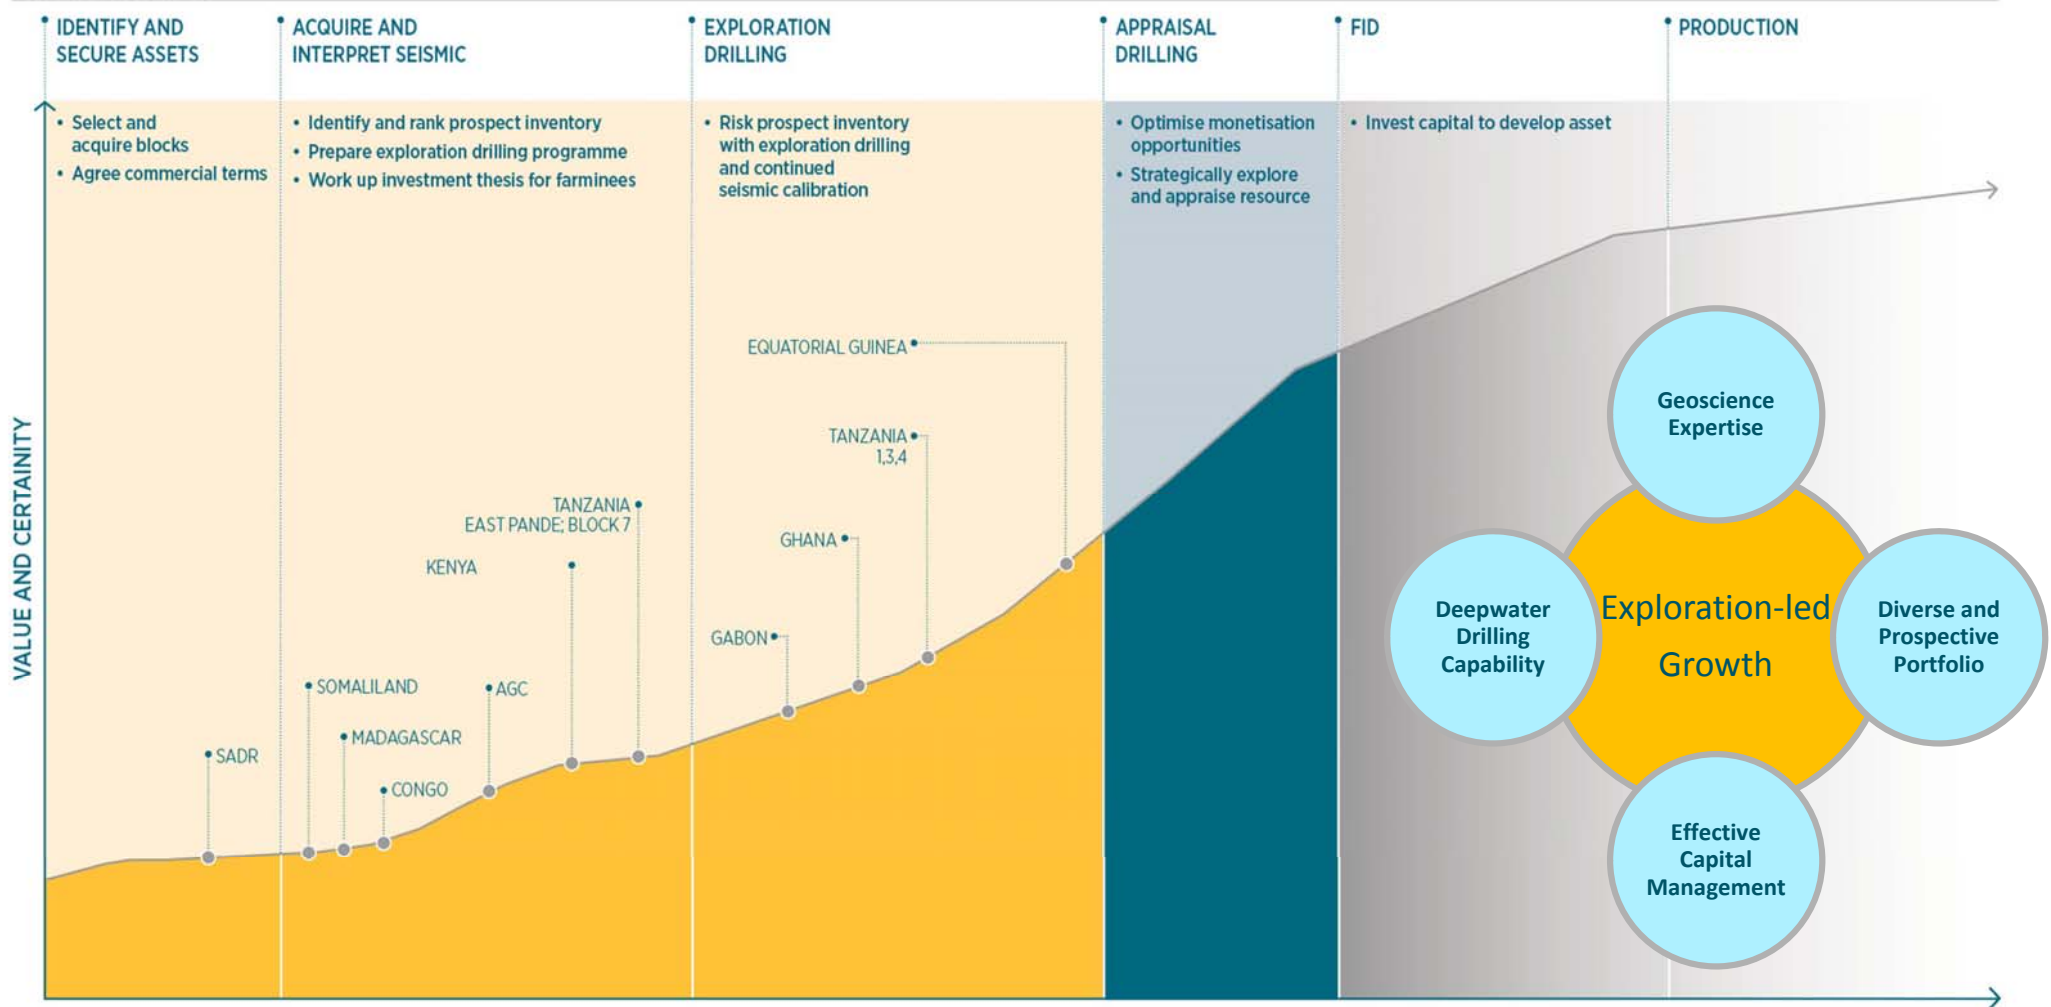 IDENTIFY AND
SECURE ASSETS
ACQUIRE AND
INTERPRET SEISMIC
EXPLORATION
DRILLING
APPRAISAL
DRILLING
FID
PRODUCTION
• Select and
acquire blocks
• Agree commercial terms
• Identify and rank prospect inventory
• Prepare exploration drilling programme
• Work up investment thesis for farminees
• Risk prospect inventory
with exploration drilling
and continued
seismic calibration
• Optimise monetisation
opportunities
• Strategically explore
and appraise resource
• Invest capital to develop asset
VALUE AND CERTAINITY
SADR
SOMALILAND
MADAGASCAR
CONGO
AGC
KENYA
TANZANIA
EAST PANDE; BLOCK 7
GABON
GHANA
TANZANIA
1,3,4
EQUATORIAL GUINEA
Geoscience
Expertise
Deepwater
Drilling
Capability
Exploration-led
Growth
Diverse and
Prospective
Portfolio
Effective
Capital
Management